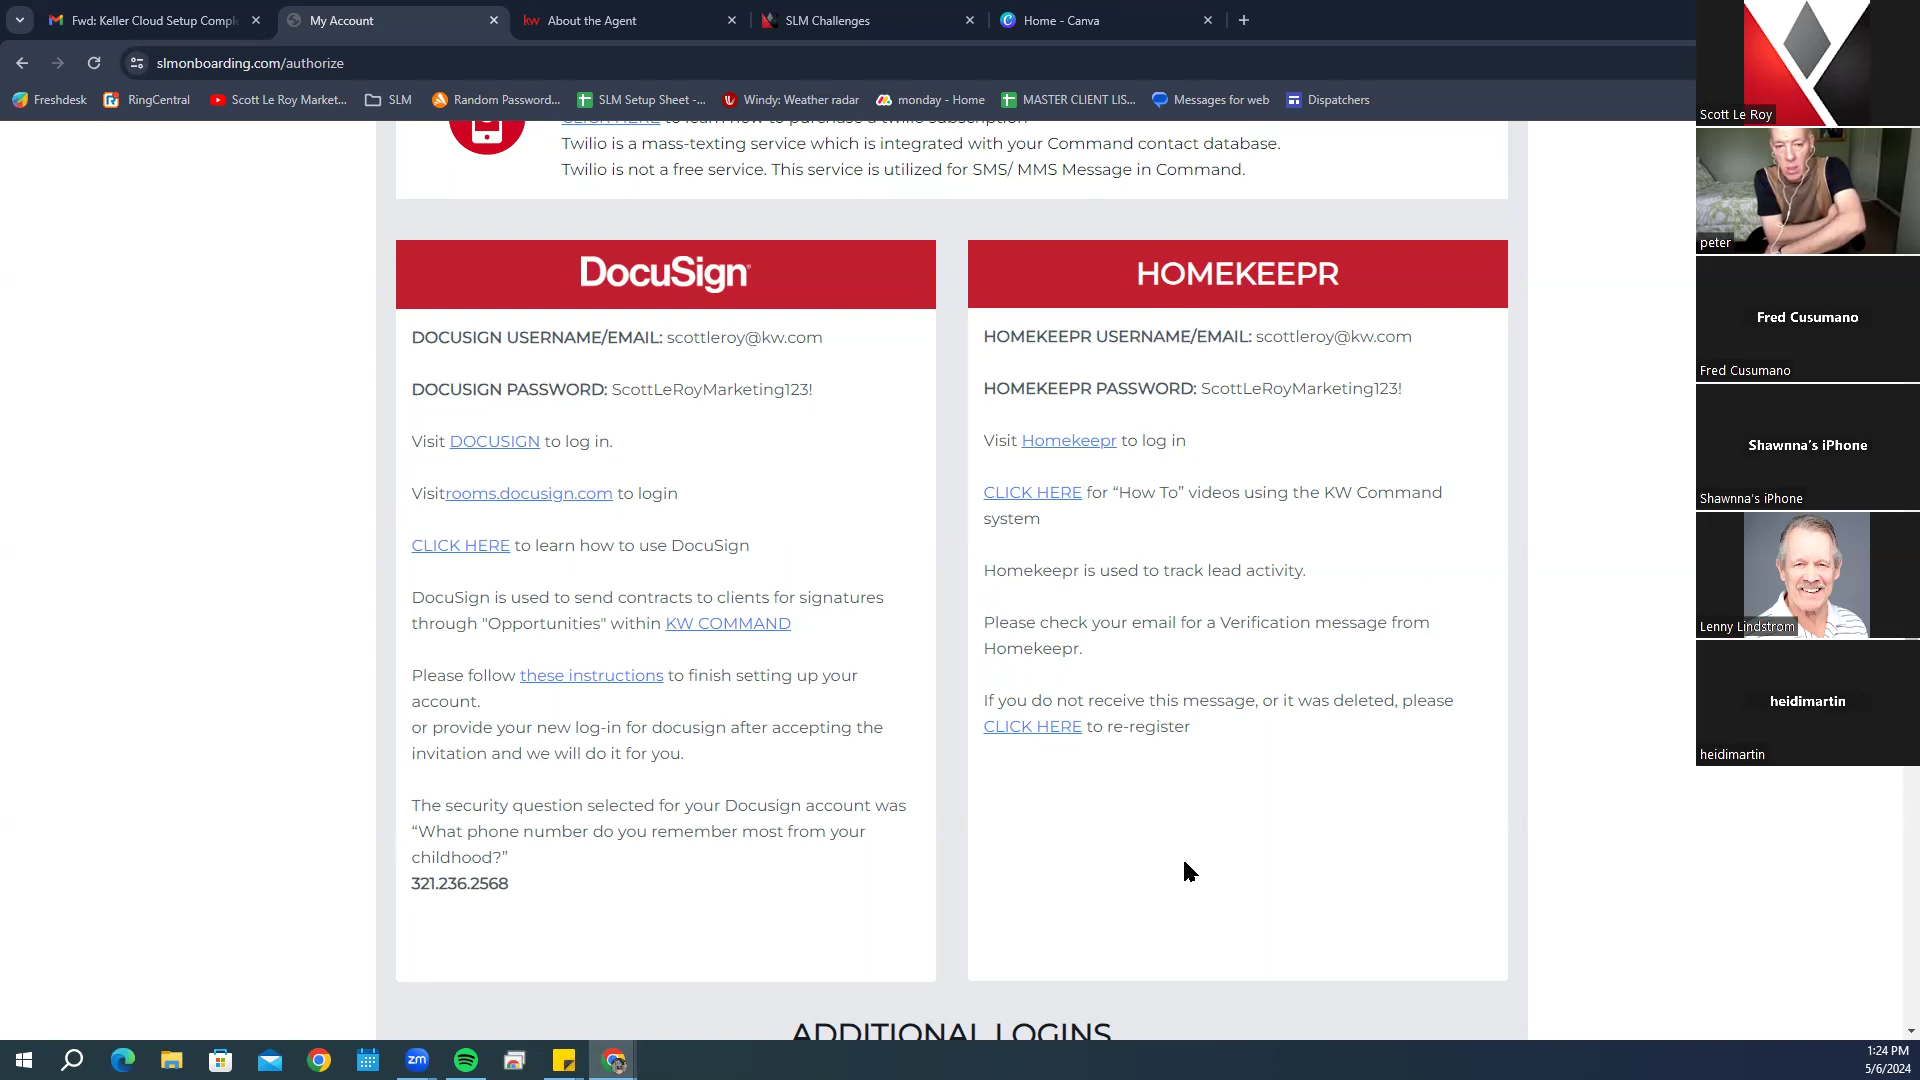 Fwd: Keller Cloud Setup Compl
My Account
kw About the Agent
SLM Challenges
Home - Canva
slmonboarding.com/authorize
Freshdesk
RingCentral
Scott Le Roy Market...
SLM
Random Password...
SLM Setup Sheet -...
Windy: Weather radar
monday - Home
MASTER CLIENT LIS...
Messages for web
Dispatchers
CLICK HERE to learn how to purchase a twilio subscription
Twilio is a mass-texting service which is integrated with your Command contact database.
Twilio is not a free service. This service is utilized for SMS/ MMS Message in Command.
DocuSign
DOCUSIGN USERNAME/EMAIL: scottleroy@kw.com
DOCUSIGN PASSWORD: ScottLeRoyMarketing123!
Visit DOCUSIGN to log in.
Visitrooms.docusign.com to login
CLICK HERE to learn how to use DocuSign
DocuSign is used to send contracts to clients for signatures
through "Opportunities" within KW COMMAND
Please follow these instructions to finish setting up your
account.
or provide your new log-in for docusign after accepting the
invitation and we will do it for you.
The security question selected for your Docusign account was
“What phone number do you remember most from your
childhood?”
321.236.2568
HOMEKEEPR
HOMEKEEPR USERNAME/EMAIL: scottleroy@kw.com
HOMEKEEPR PASSWORD: ScottLeRoyMarketing123!
Visit Homekeepr to log in
CLICK HERE for “How To” videos using the KW Command
system
Homekeepr is used to track lead activity.
Please check your email for a Verification message from
Homekeepr.
If you do not receive this message, or it was deleted, please
CLICK HERE to re-register
ADDITIONAL LOGINS
Scott Le Roy
peter
Fred Cusumano
Fred Cusumano
Shawnna's iPhone
Shawnna's iPhone
Lenny Lindstrom
heidimartin
heidimartin
zm
1:24 PM
5/6/2024